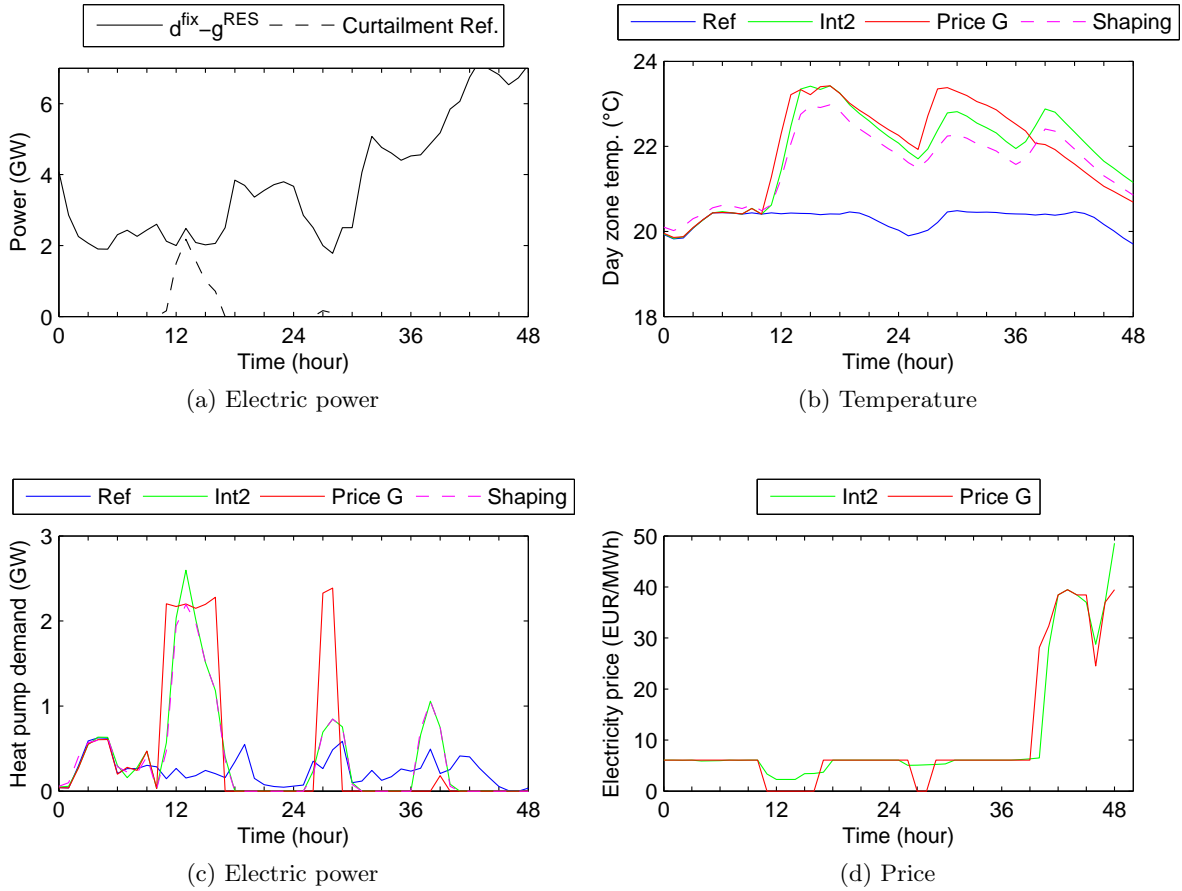 d^fix−g^RES Curtailment Ref.
Power (GW)
6
4
2
0
0 12 24 36 48
Time (hour)
(a) Electric power
Ref Int2 Price G Shaping
Day zone temp. (°C)
24
22
20
18
0 12 24 36 48
Time (hour)
(b) Temperature
Ref Int2 Price G Shaping
Heat pump demand (GW)
3
2
1
0
0 12 24 36 48
Time (hour)
(c) Electric power
Int2 Price G
Electricity price (EUR/MWh)
50
40
30
20
10
0
0 12 24 36 48
Time (hour)
(d) Price